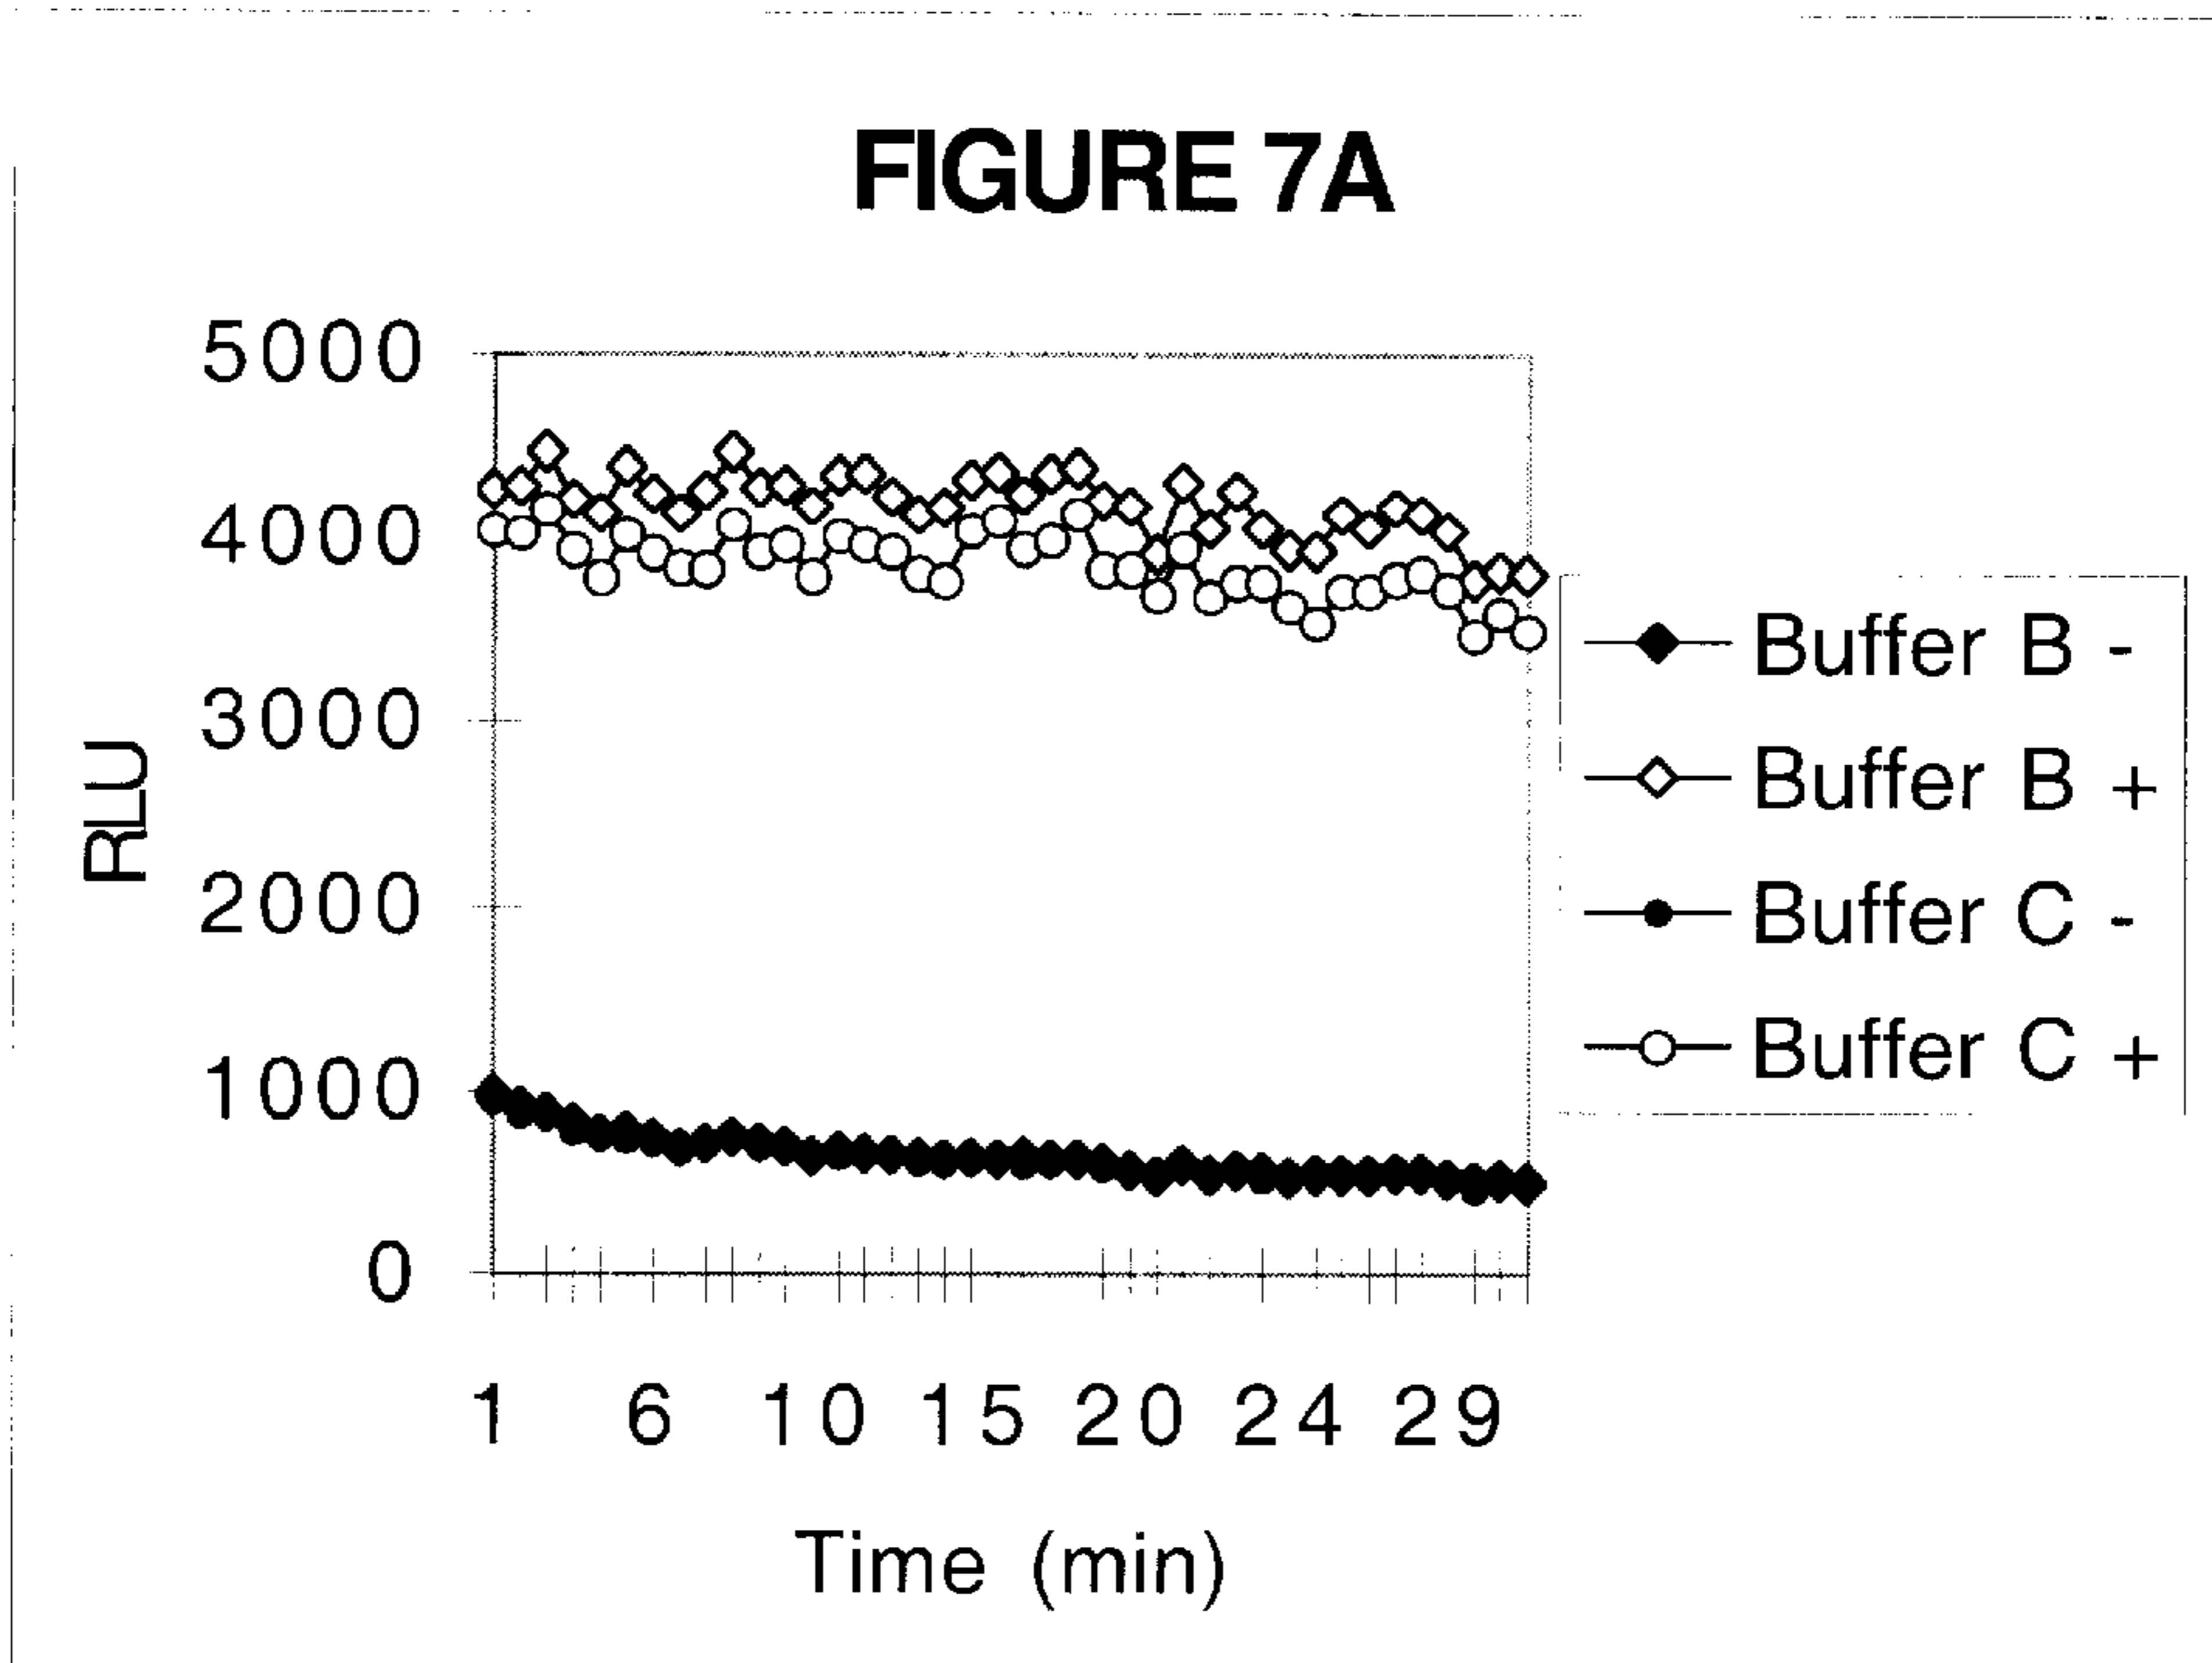 FIGURE 7A
5000
4000
3000
2000
1000
0
RLU
1 6 10 15 20 24 29
Time (min)
Buffer B -
Buffer B +
Buffer C -
Buffer C +